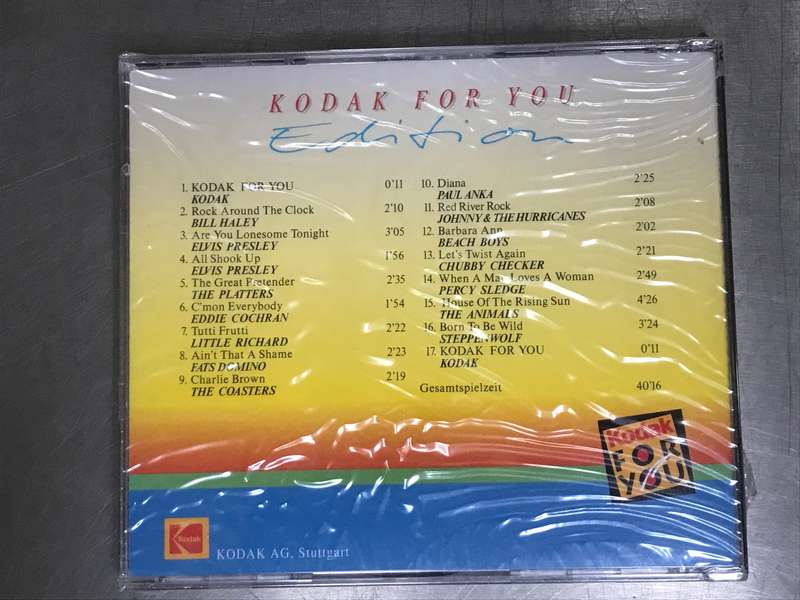 KODAK FOR YOU
Edition
1. KODAK FOR YOU 0'11
KODAK
2. Rock Around The Clock 2'10
BILL HALEY
3. Are You Lonesome Tonight 3'05
ELVIS PRESLEY
4. All Shook Up 1'56
ELVIS PRESLEY
5. The Great Pretender 2'35
THE PLATTERS
6. C'mon Everybody 1'54
EDDIE COCHRAN
7. Tutti Frutti 2'22
LITTLE RICHARD
8. Ain't That A Shame 2'23
FATS DOMINO
9. Charlie Brown 2'19
THE COASTERS
10. Diana 2'25
PAUL ANKA
11. Red River Rock 2'08
JOHNNY & THE HURRICANES
12. Barbara Ann 2'02
BEACH BOYS
13. Let's Twist Again 2'21
CHUBBY CHECKER
14. When A Man Loves A Woman 2'49
PERCY SLEDGE
15. House Of The Rising Sun 4'26
THE ANIMALS
16. Born To Be Wild 3'24
STEPPENWOLF
17. KODAK FOR YOU 0'11
KODAK
Gesamtspielzeit 40'16
Kodak
FOR
YOU
Kodak
KODAK AG, Stuttgart